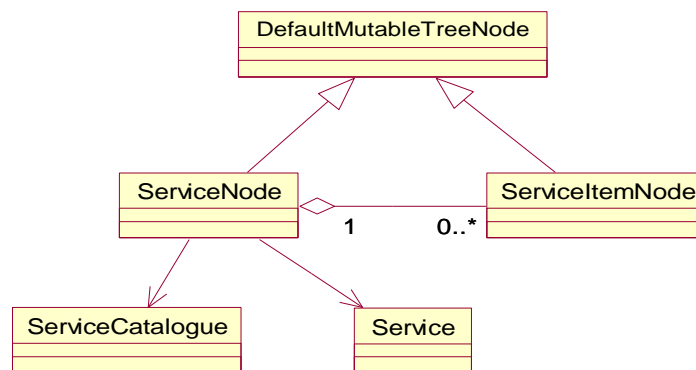 DefaultMutableTreeNode
ServiceNode
ServiceItemNode
1
0..*
ServiceCatalogue
Service